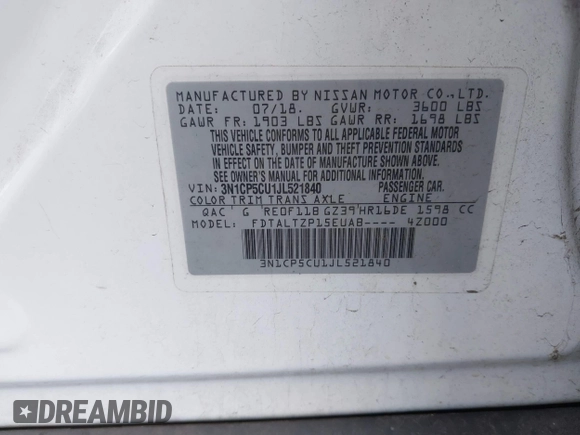 MANUFACTURED BY NISSAN MOTOR CO.,LTD.
DATE: 07/18. GVWR: 3600 LBS
GAWR FR: 1903 LBS GAWR RR: 1698 LBS
THIS VEHICLE CONFORMS TO ALL APPLICABLE FEDERAL MOTOR
VEHICLE SAFETY, BUMPER AND THEFT PREVENTION STANDARDS
IN EFFECT ON THE DATE OF MANUFACTURE SHOWN ABOVE.
SEE OWNER'S MANUAL FOR ADDITIONAL INFORMATION.
VIN: 3N1CP5CU1JL521840 PASSENGER CAR.
COLOR TRIM TRANS AXLE ENGINE
QAC' G 'RE0F11B GZ39'HR16DE 1598 CC
MODEL: FDTALTZP15EUAB---- 4Z000
3N1CP5CU1JL521840
DREAMBID